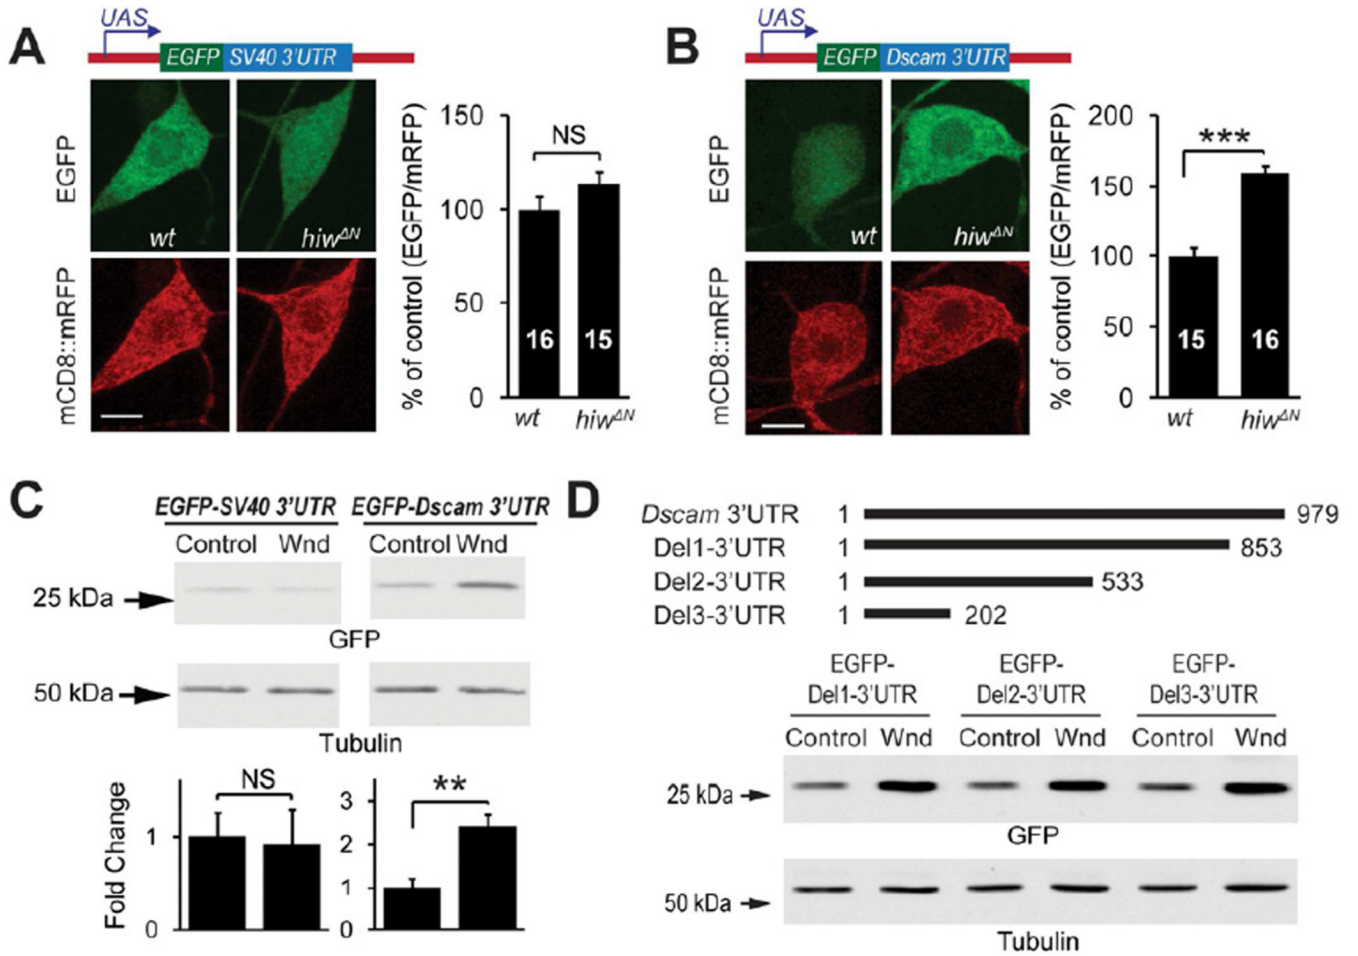 A
UAS
EGFP SV40 3'UTR
EGFP
wt
hiwΔN
mCD8::mRFP
% of control (EGFP/mRFP)
150
100
50
0
NS
16
15
wt
hiwΔN
B
UAS
EGFP Dscam 3'UTR
EGFP
wt
hiwΔN
mCD8::mRFP
% of control (EGFP/mRFP)
200
150
100
50
0
***
15
16
wt
hiwΔN
C
EGFP-SV40 3'UTR
EGFP-Dscam 3'UTR
Control Wnd
Control Wnd
25 kDa
GFP
50 kDa
Tubulin
Fold Change
1
0
NS
3
2
1
0
**
D
Dscam 3'UTR 1 979
Del1-3'UTR 1 853
Del2-3'UTR 1 533
Del3-3'UTR 1 202
EGFP-
Del1-3'UTR
EGFP-
Del2-3'UTR
EGFP-
Del3-3'UTR
Control Wnd Control Wnd Control Wnd
25 kDa
GFP
50 kDa
Tubulin